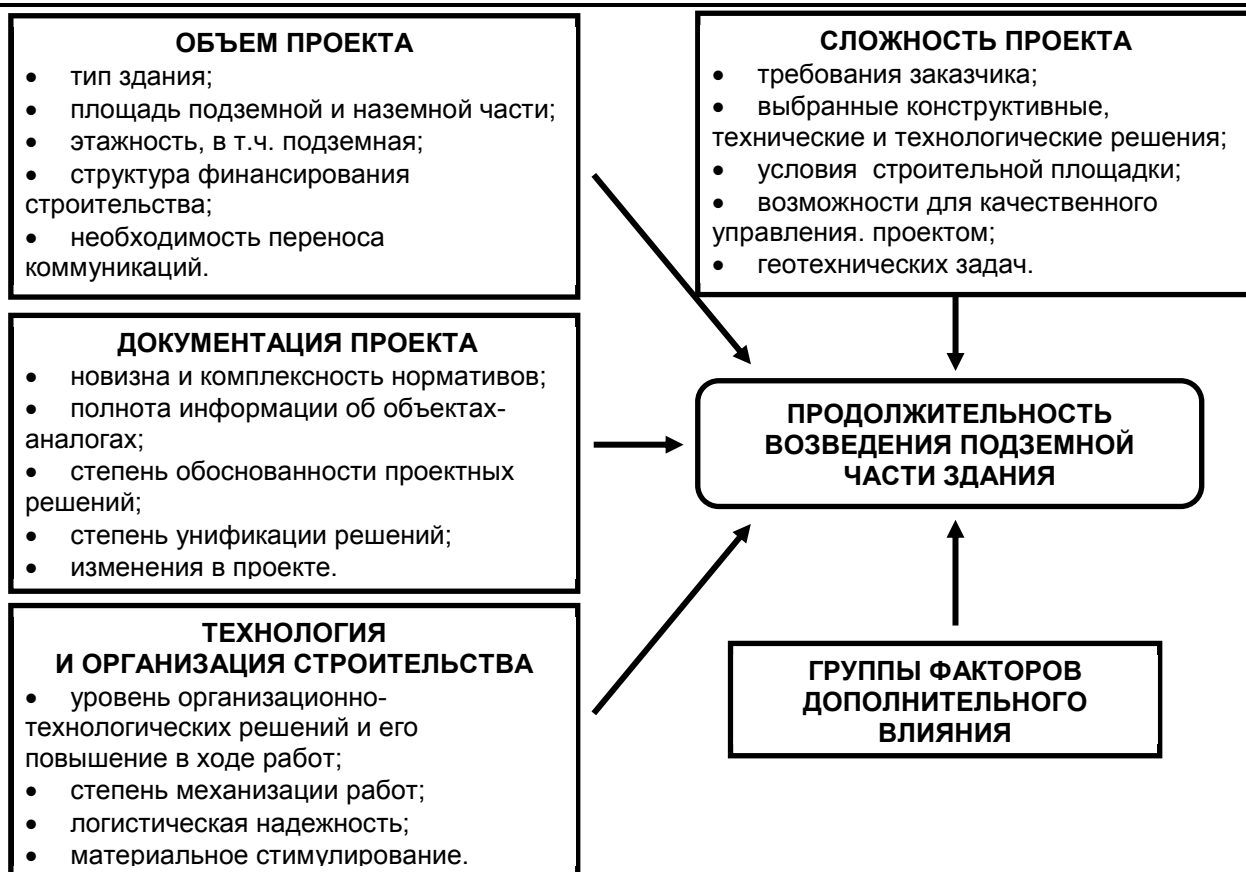 ОБЪЕМ ПРОЕКТА
• тип здания;
• площадь подземной и наземной части;
• этажность, в т.ч. подземная;
• структура финансирования
строительства;
• необходимость переноса
коммуникаций.
СЛОЖНОСТЬ ПРОЕКТА
• требования заказчика;
• выбранные конструктивные,
технические и технологические решения;
• условия строительной площадки;
• возможности для качественного
управления. проектом;
• геотехнических задач.
ДОКУМЕНТАЦИЯ ПРОЕКТА
• новизна и комплексность нормативов;
• полнота информации об объектах-
аналогах;
• степень обоснованности проектных
решений;
• степень унификации решений;
• изменения в проекте.
ПРОДОЛЖИТЕЛЬНОСТЬ
ВОЗВЕДЕНИЯ ПОДЗЕМНОЙ
ЧАСТИ ЗДАНИЯ
ТЕХНОЛОГИЯ
И ОРГАНИЗАЦИЯ СТРОИТЕЛЬСТВА
• уровень организационно-
технологических решений и его
повышение в ходе работ;
• степень механизации работ;
• логистическая надежность;
• материальное стимулирование.
ГРУППЫ ФАКТОРОВ
ДОПОЛНИТЕЛЬНОГО
ВЛИЯНИЯ